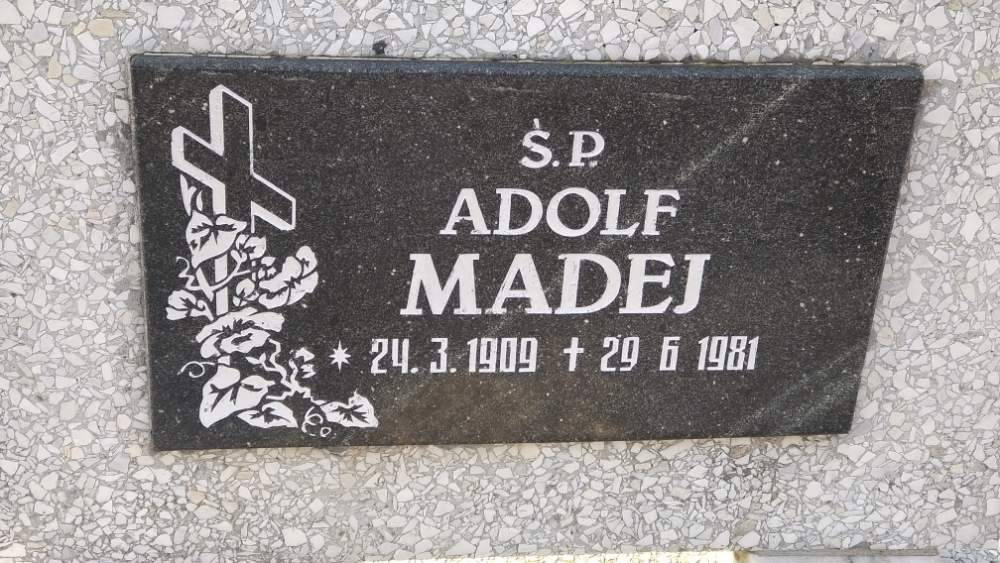 Ś.P.
ADOLF
MADEJ
* 24. 3. 1909 † 29 6 1981